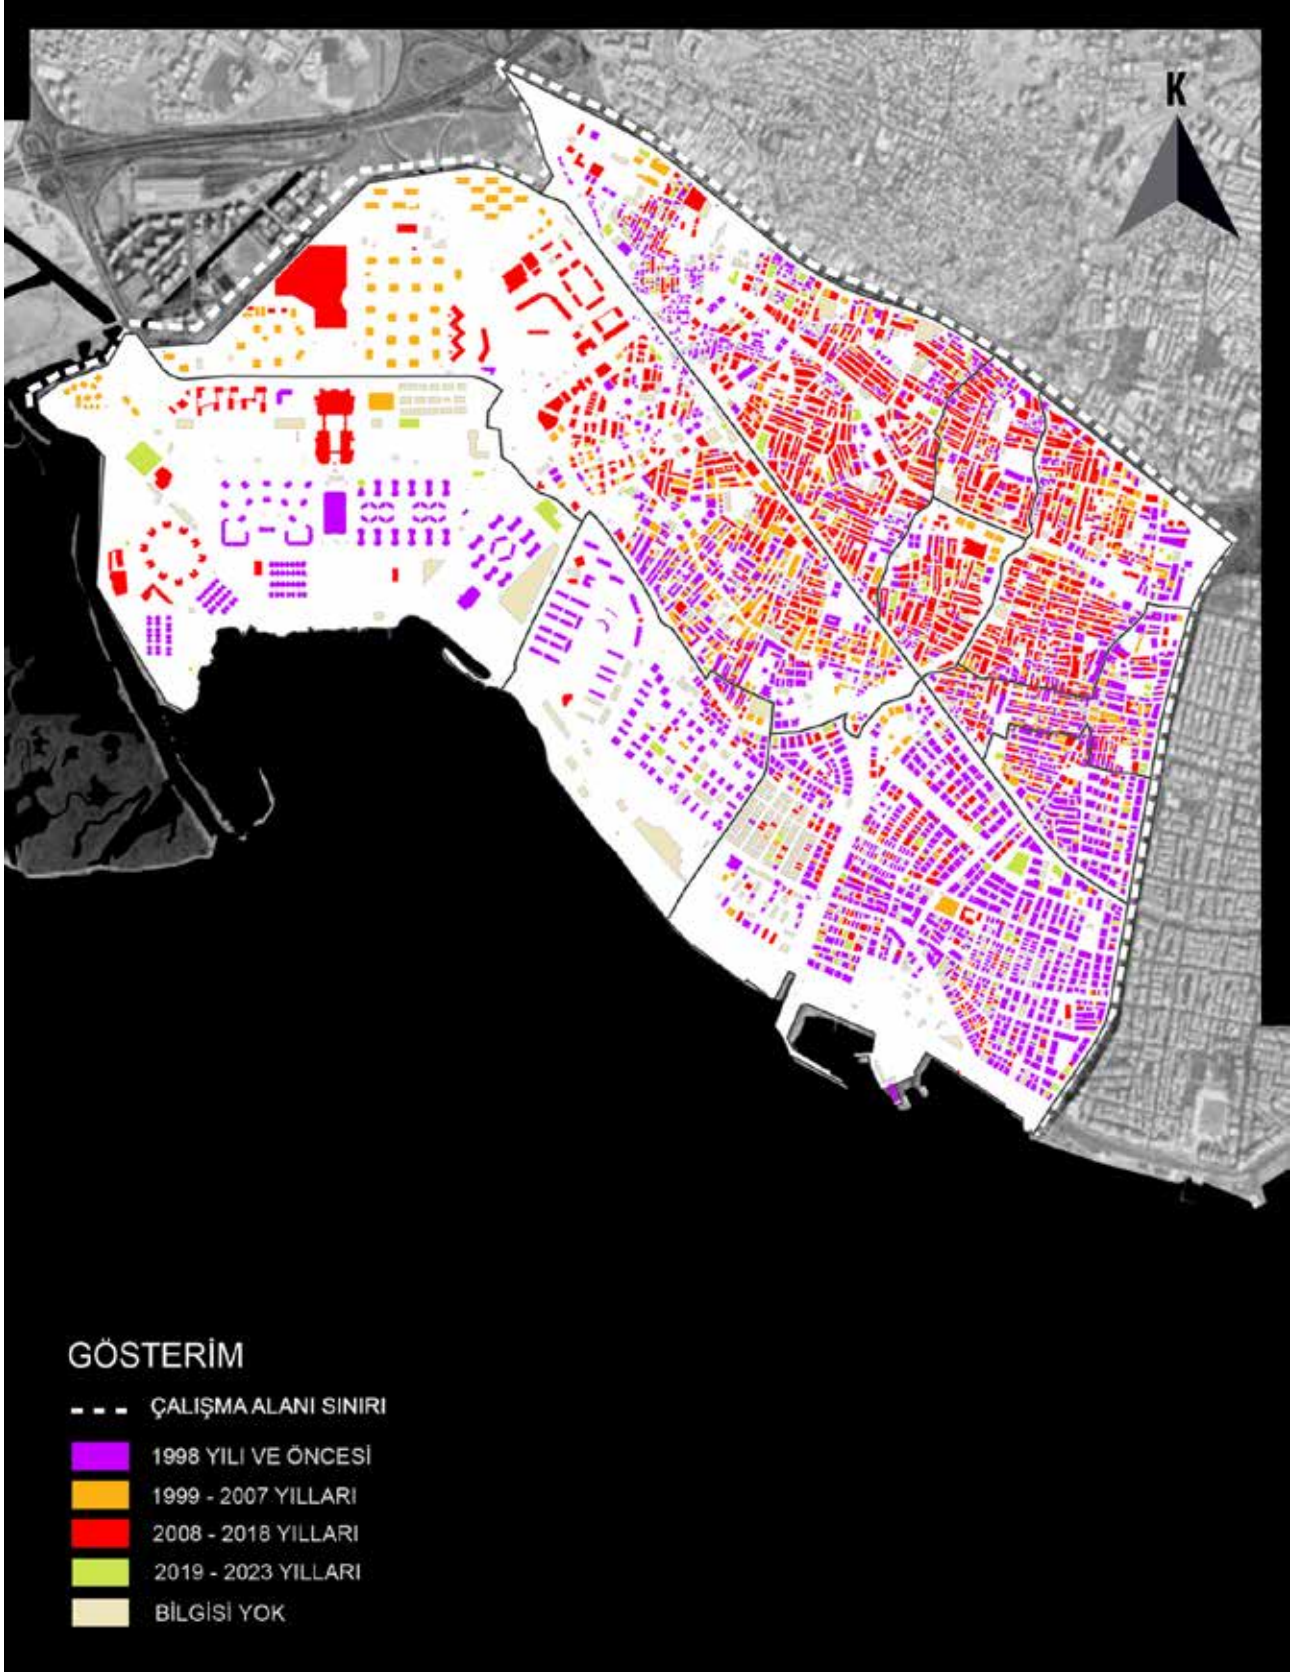 K
GÖSTERİM
ÇALIŞMA ALANI SINIRI
1998 YILI VE ÖNCESİ
1999 - 2007 YILLARI
2008 - 2018 YILLARI
2019 - 2023 YILLARI
BİLGİSİ YOK